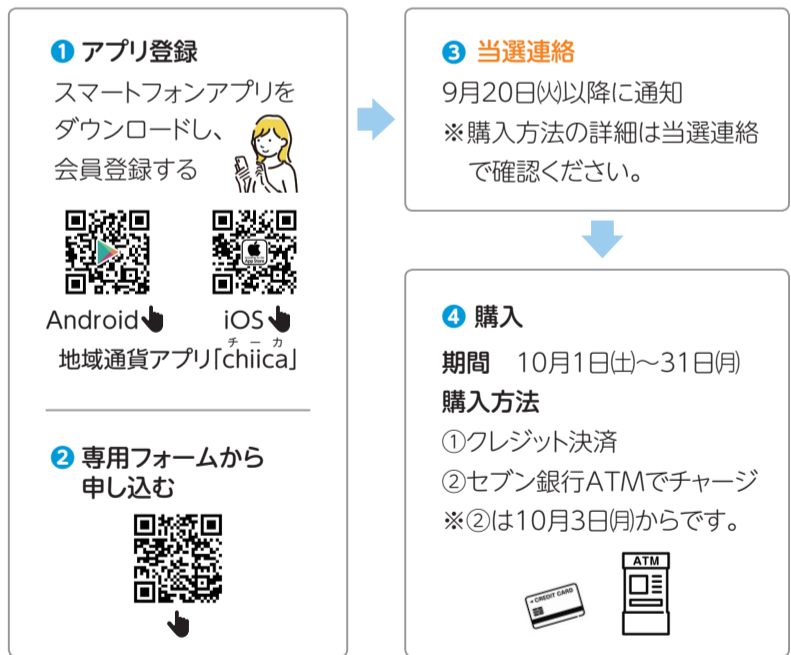 ❶ アプリ登録
スマートフォンアプリを
ダウンロードし、
会員登録する
Android
iOS
チーカ
地域通貨アプリ「chiica」
❷ 専用フォームから
申し込む
❸ 当選連絡
9月20日㈫以降に通知
※購入方法の詳細は当選連絡
で確認ください。
❹ 購入
期間 10月1日㈯～31日㈪
購入方法
①クレジット決済
②セブン銀行ATMでチャージ
※②は10月3日㈪からです。
CREDIT CARD
ATM